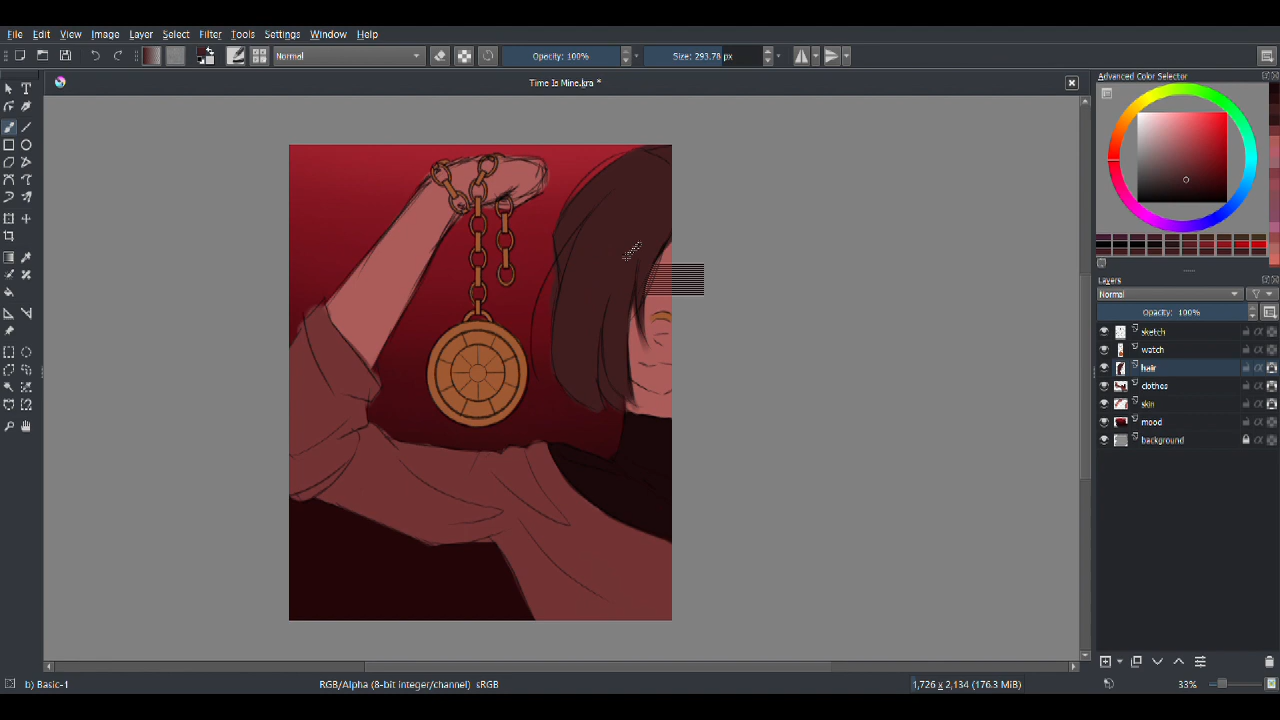 File Edit View Image Layer Filter Tools Settings Window Help
Normal Opacity: 100% Size: 293.78 px
Time Is Mine.kra *
Advanced Color Selector
Layers
Normal
Opacity: 100%
sketch
watch
hair
clothes
skin
mood
background
b) Basic-1 RGB/Alpha (8-bit integer/channel) sRGB 1,726 x 2,134 (176.3 MiB) 33%